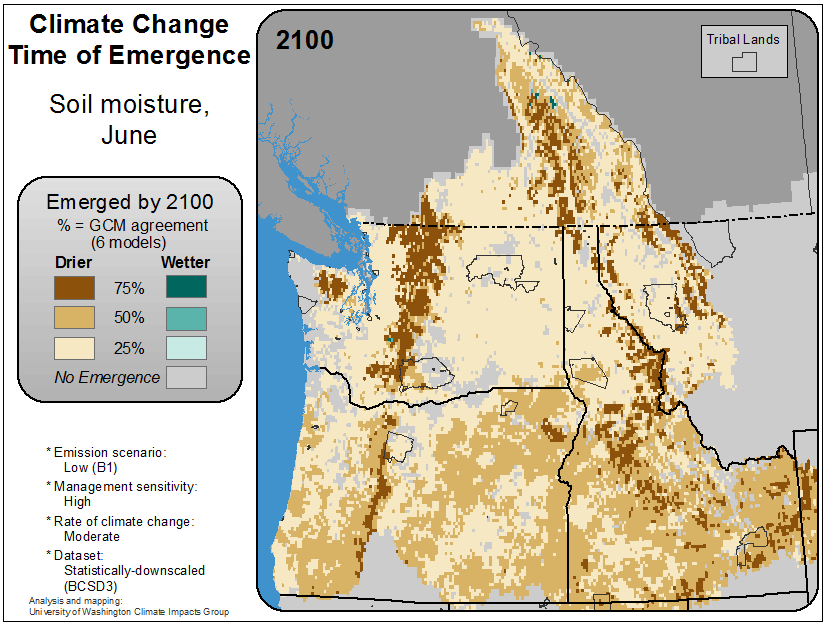 Climate Change
Time of Emergence
Soil moisture,
June
Emerged by 2100
% = GCM agreement
(6 models)
Drier Wetter
75%
50%
25%
No Emergence
* Emission scenario:
Low (B1)
* Management sensitivity:
High
* Rate of climate change:
Moderate
* Dataset:
Statistically-downscaled
(BCSD3)
Analysis and mapping:
University of Washington Climate Impacts Group
2100
Tribal Lands